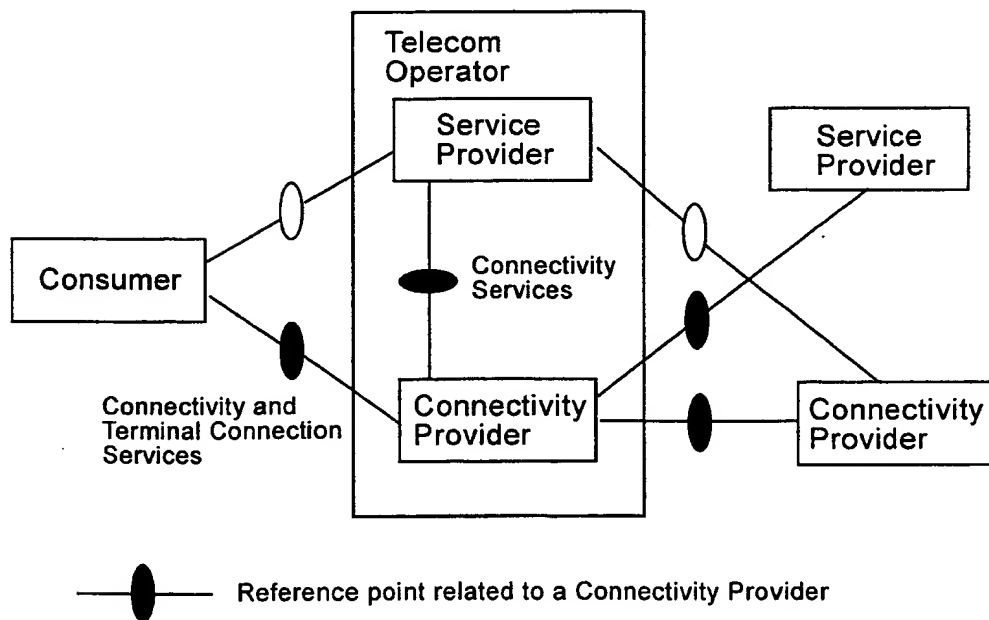 Telecom
Operator
Service
Provider
Service
Provider
Consumer
Connectivity
Services
Connectivity and
Terminal Connection
Services
Connectivity
Provider
Connectivity
Provider
Reference point related to a Connectivity Provider